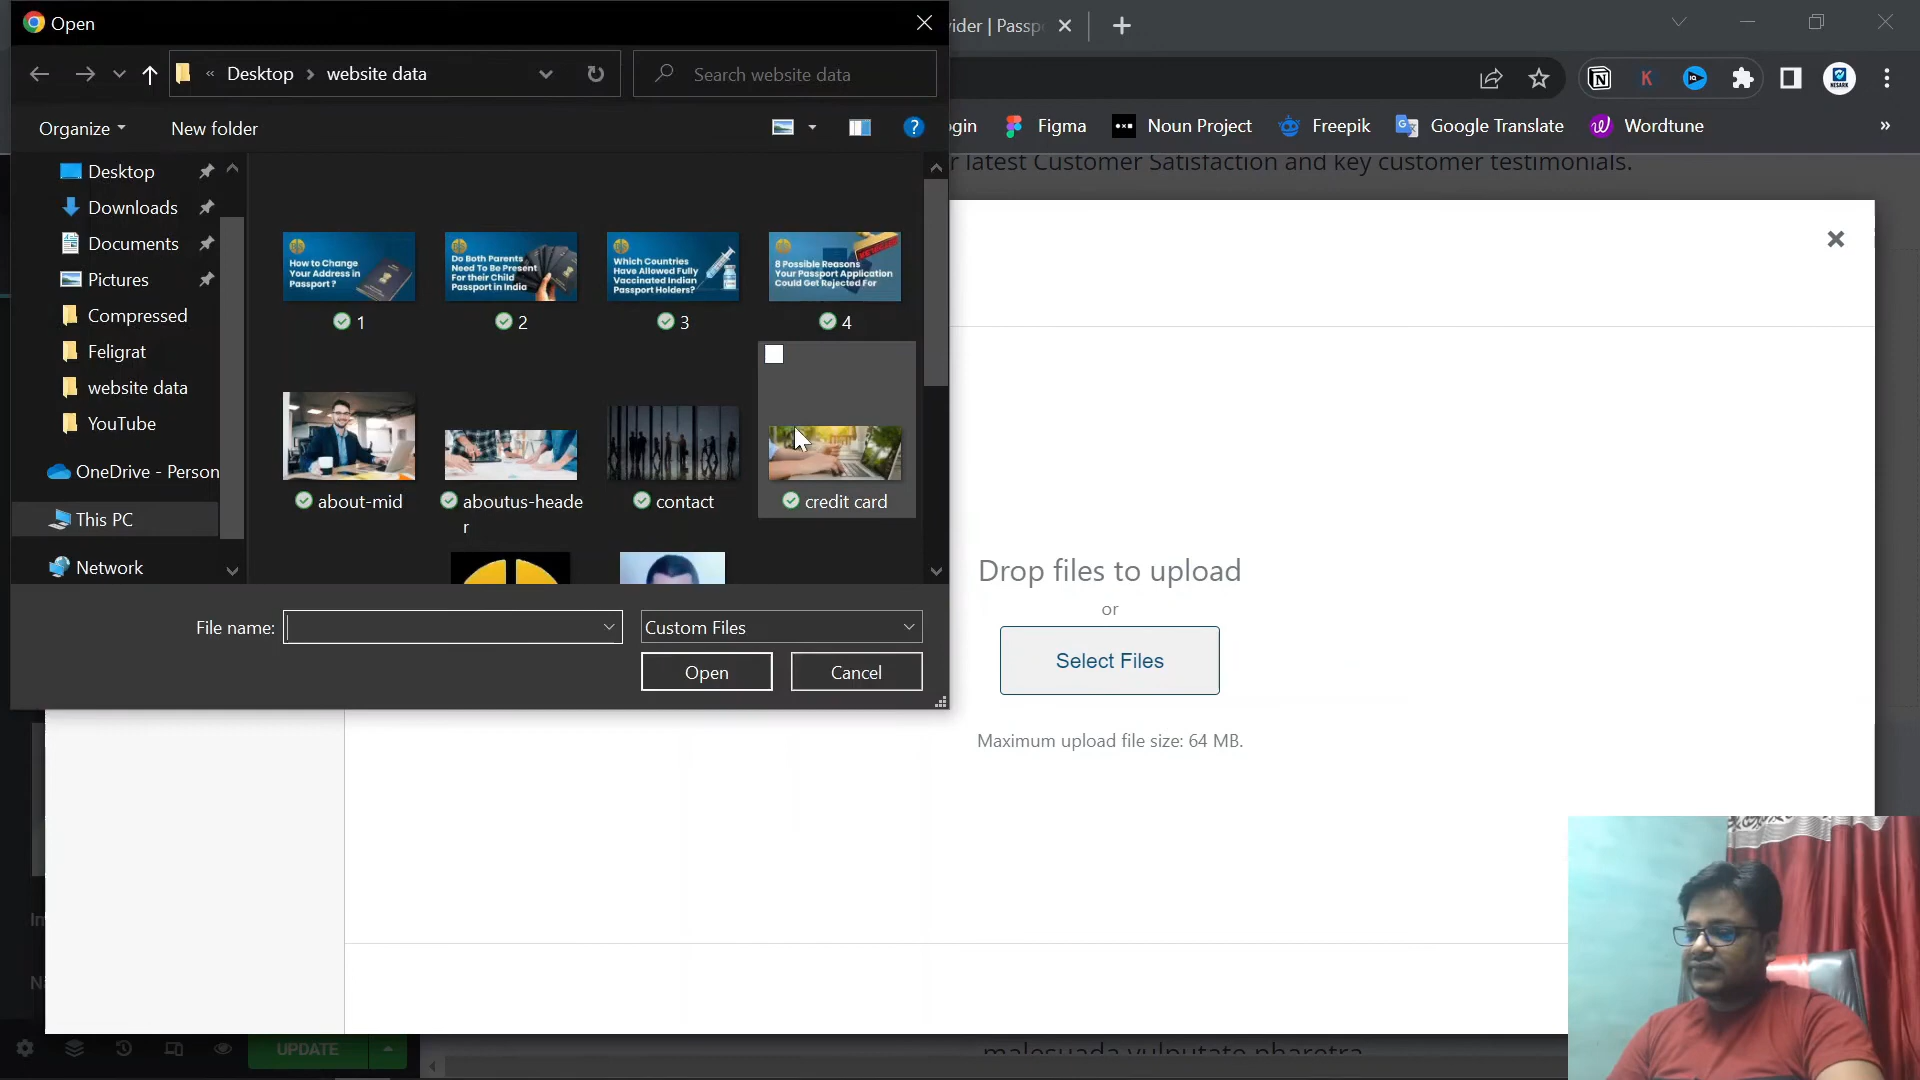 Open
vider | Passp
« Desktop › website data
Search website data
Organize
New folder
gin
Figma
Noun Project
Freepik
Google Translate
Wordtune
»
r latest Customer Satisfaction and key customer testimonials.
Desktop
Downloads
Documents
Pictures
Compressed
Feligrat
website data
YouTube
OneDrive - Person
This PC
Network
How to Change
Your Address in
Passport ?
1
Do Both Parents
Need To Be Present
For their Child
Passport in India
2
Which Countries
Have Allowed Fully
Vaccinated Indian
Passport Holders?
3
8 Possible Reasons
Your Passport Application
Could Get Rejected For
4
about-mid
aboutus-heade
r
contact
credit card
File name:
Custom Files
Open
Cancel
Drop files to upload
or
Select Files
Maximum upload file size: 64 MB.
UPDATE
malesuada vulputate pharetra